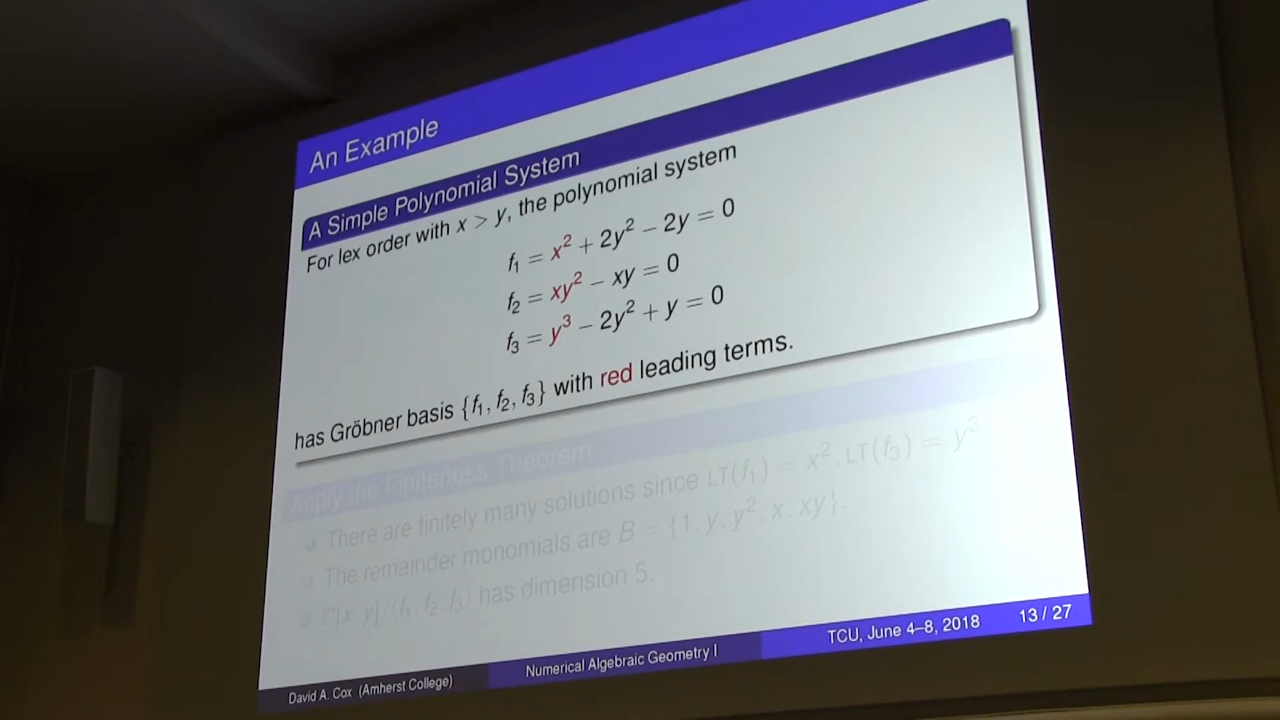 An Example
A Simple Polynomial System
For lex order with x > y, the polynomial system
f₁ = x² + 2y² − 2y = 0
f₂ = xy² − xy = 0
f₃ = y³ − 2y² + y = 0
has Gröbner basis {f₁, f₂, f₃} with red leading terms.
Apply the Finiteness Theorem
There are finitely many solutions since LT(f₁) = x², LT(f₃) = y³.
The remainder monomials are B = {1, y, y², x, xy}.
ℂ[x, y]/⟨f₁, f₂, f₃⟩ has dimension 5.
David A. Cox (Amherst College) Numerical Algebraic Geometry I TCU, June 4–8, 2018 13 / 27